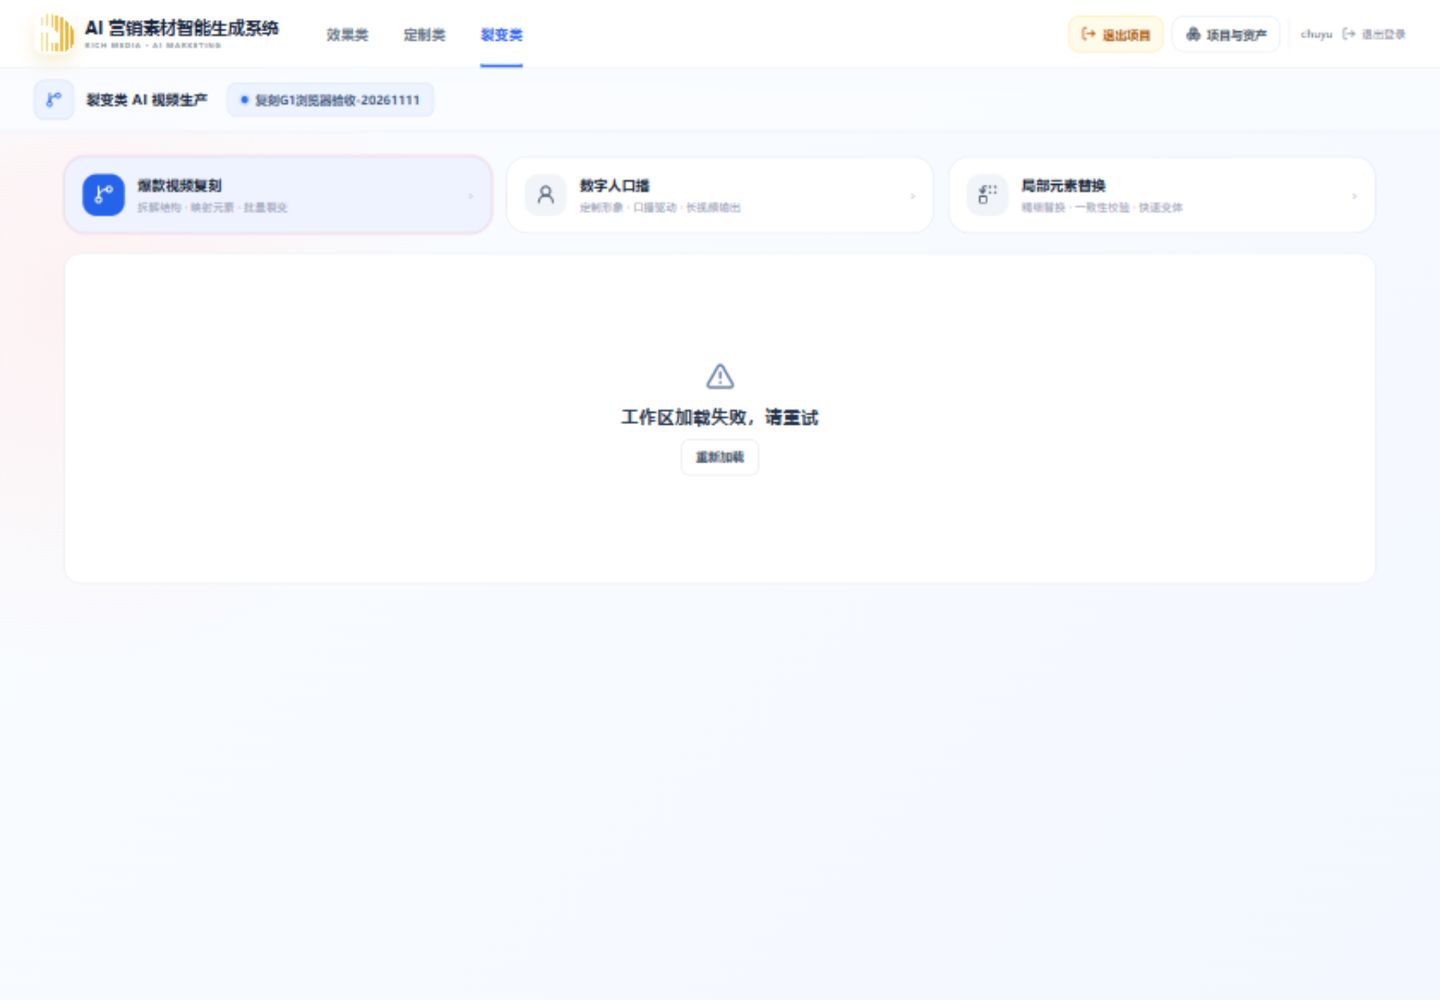 AI 营销素材智能生成系统
RICH MEDIA · AI MARKETING
效果类
定制类
裂变类
退出项目
项目与资产
chuyu
退出登录
裂变类 AI 视频生产
复刻G1浏览器验收-20261111
爆款视频复刻
拆解结构 · 映射元素 · 批量裂变
数字人口播
定制形象 · 口播驱动 · 长视频输出
局部元素替换
精细替换 · 一致性校验 · 快速变体
工作区加载失败，请重试
重新加载